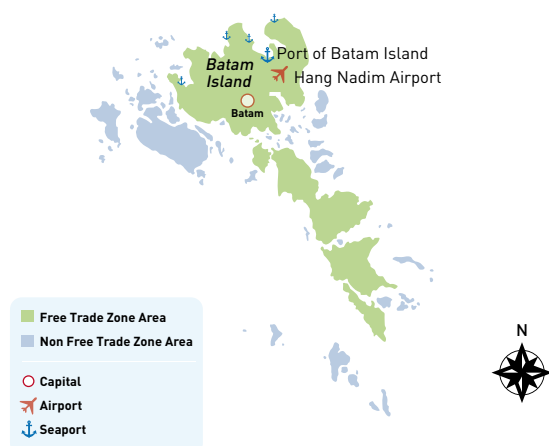 Port of Batam Island
Batam
Island
Hang Nadim Airport
Batam
Free Trade Zone Area
Non Free Trade Zone Area
Capital
Airport
Seaport
N